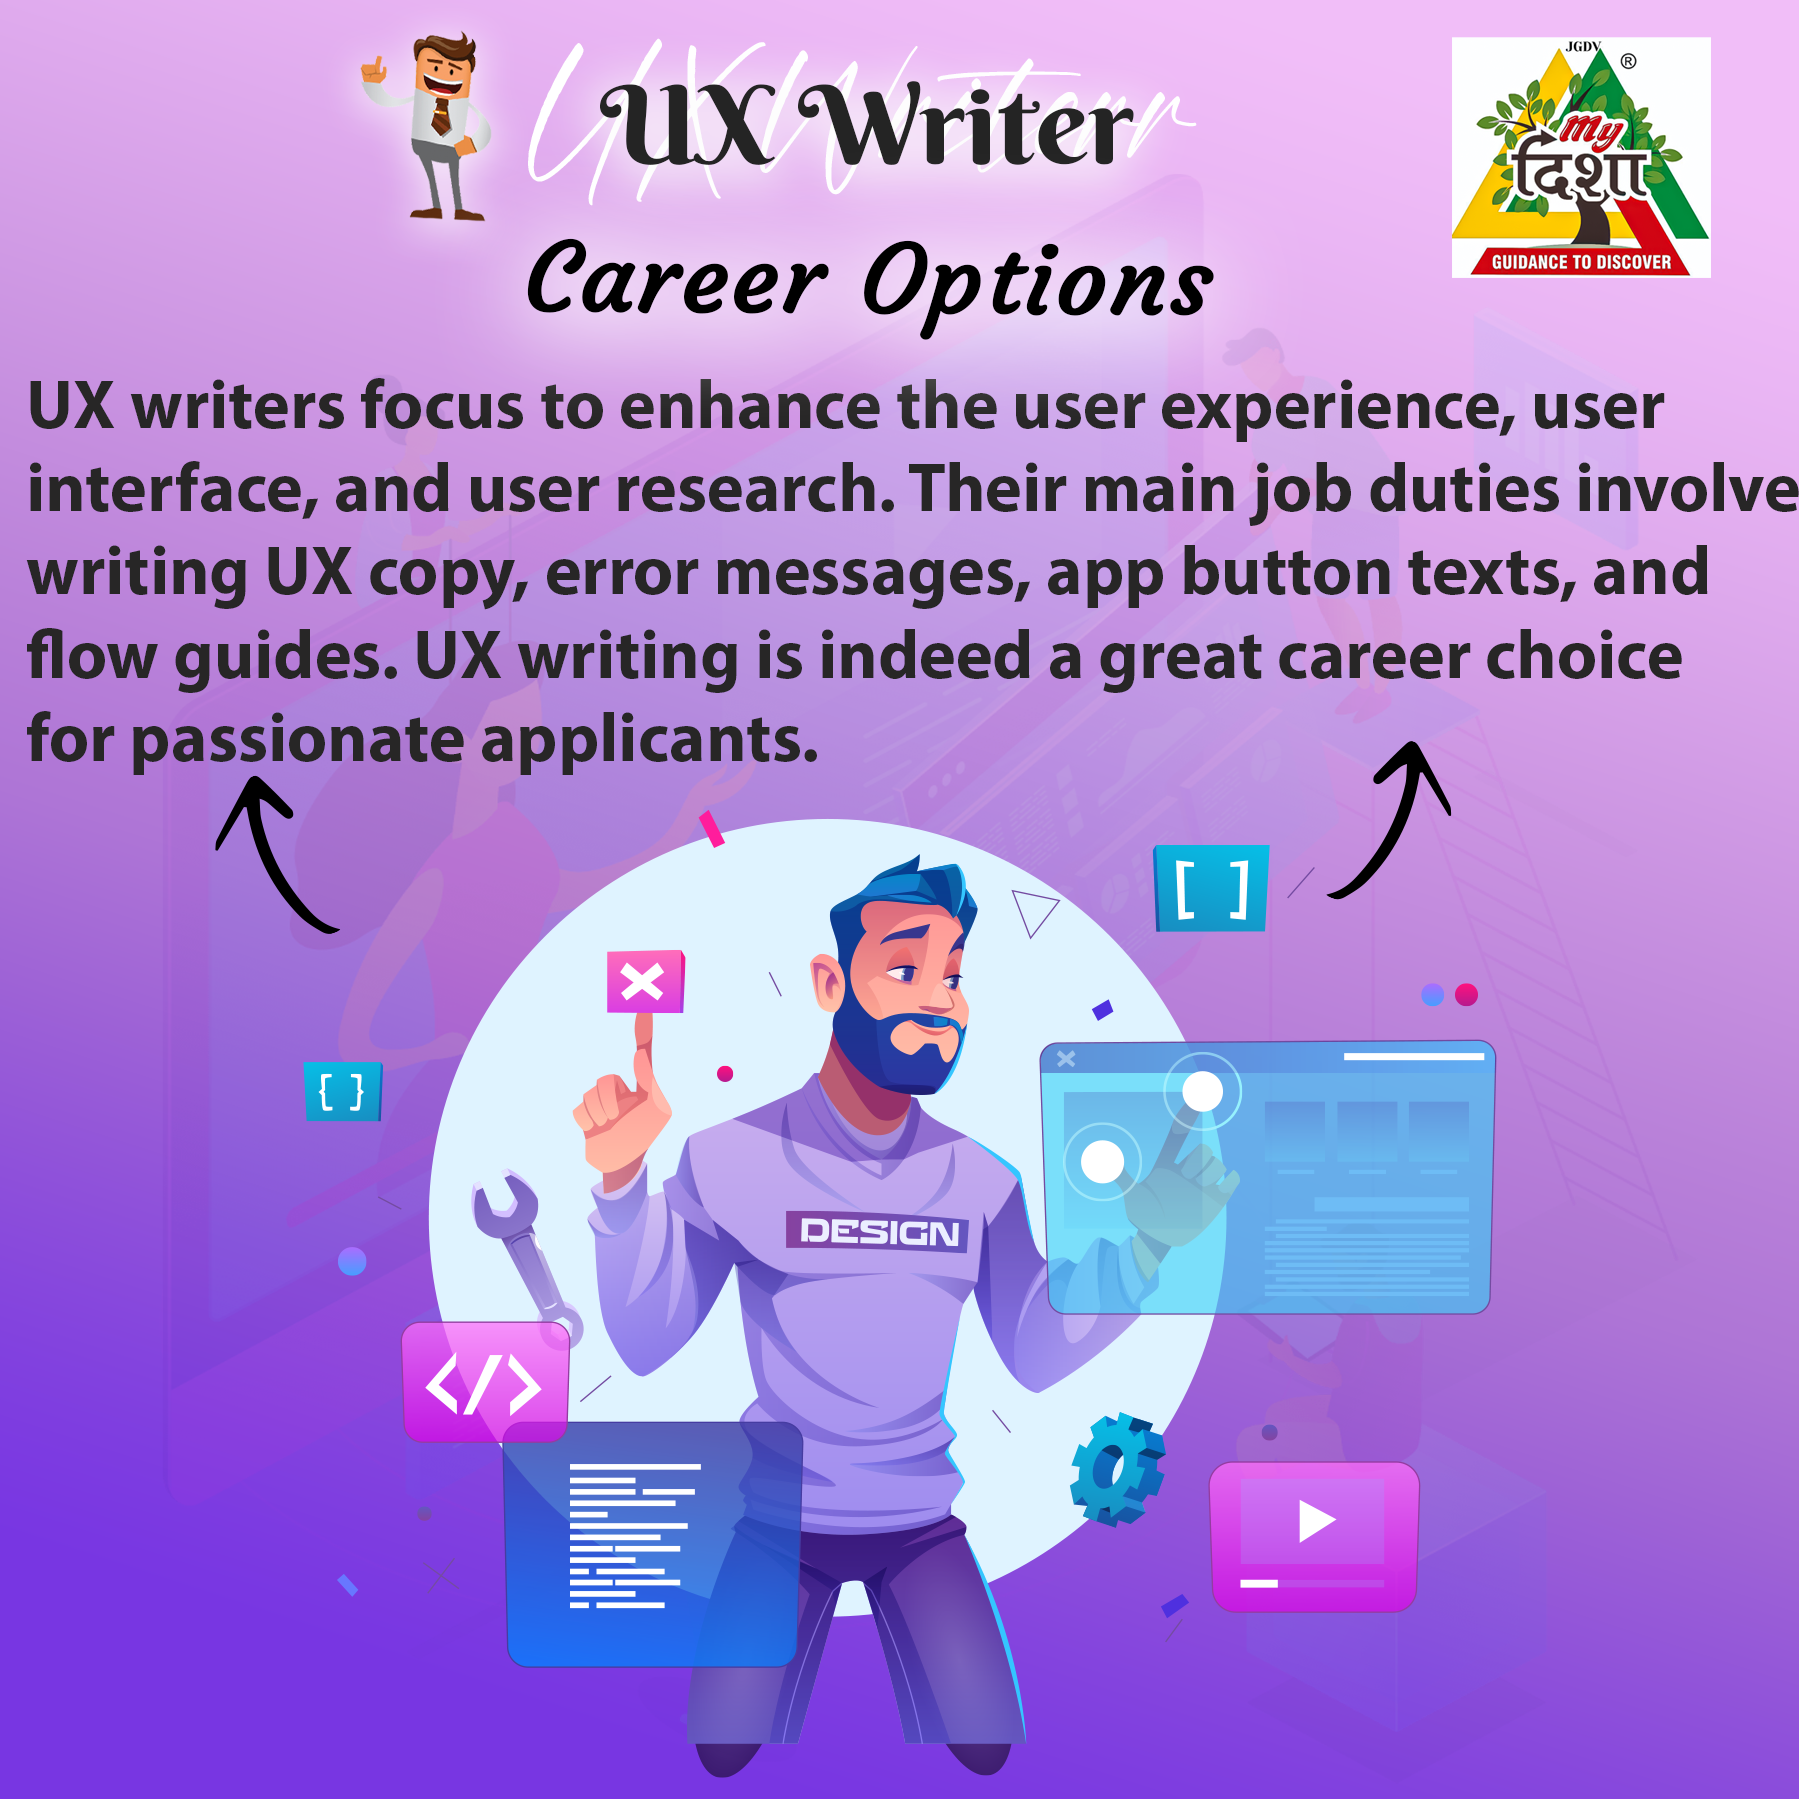 UX Writerr
UX Writer
JGDV
®
My
दिशा
GUIDANCE TO DISCOVER
Career Options
UX writers focus to enhance the user experience, user
interface, and user research. Their main job duties involve
writing UX copy, error messages, app button texts, and
flow guides. UX writing is indeed a great career choice
for passionate applicants.
[ ]
{ }
DESIGN
</>